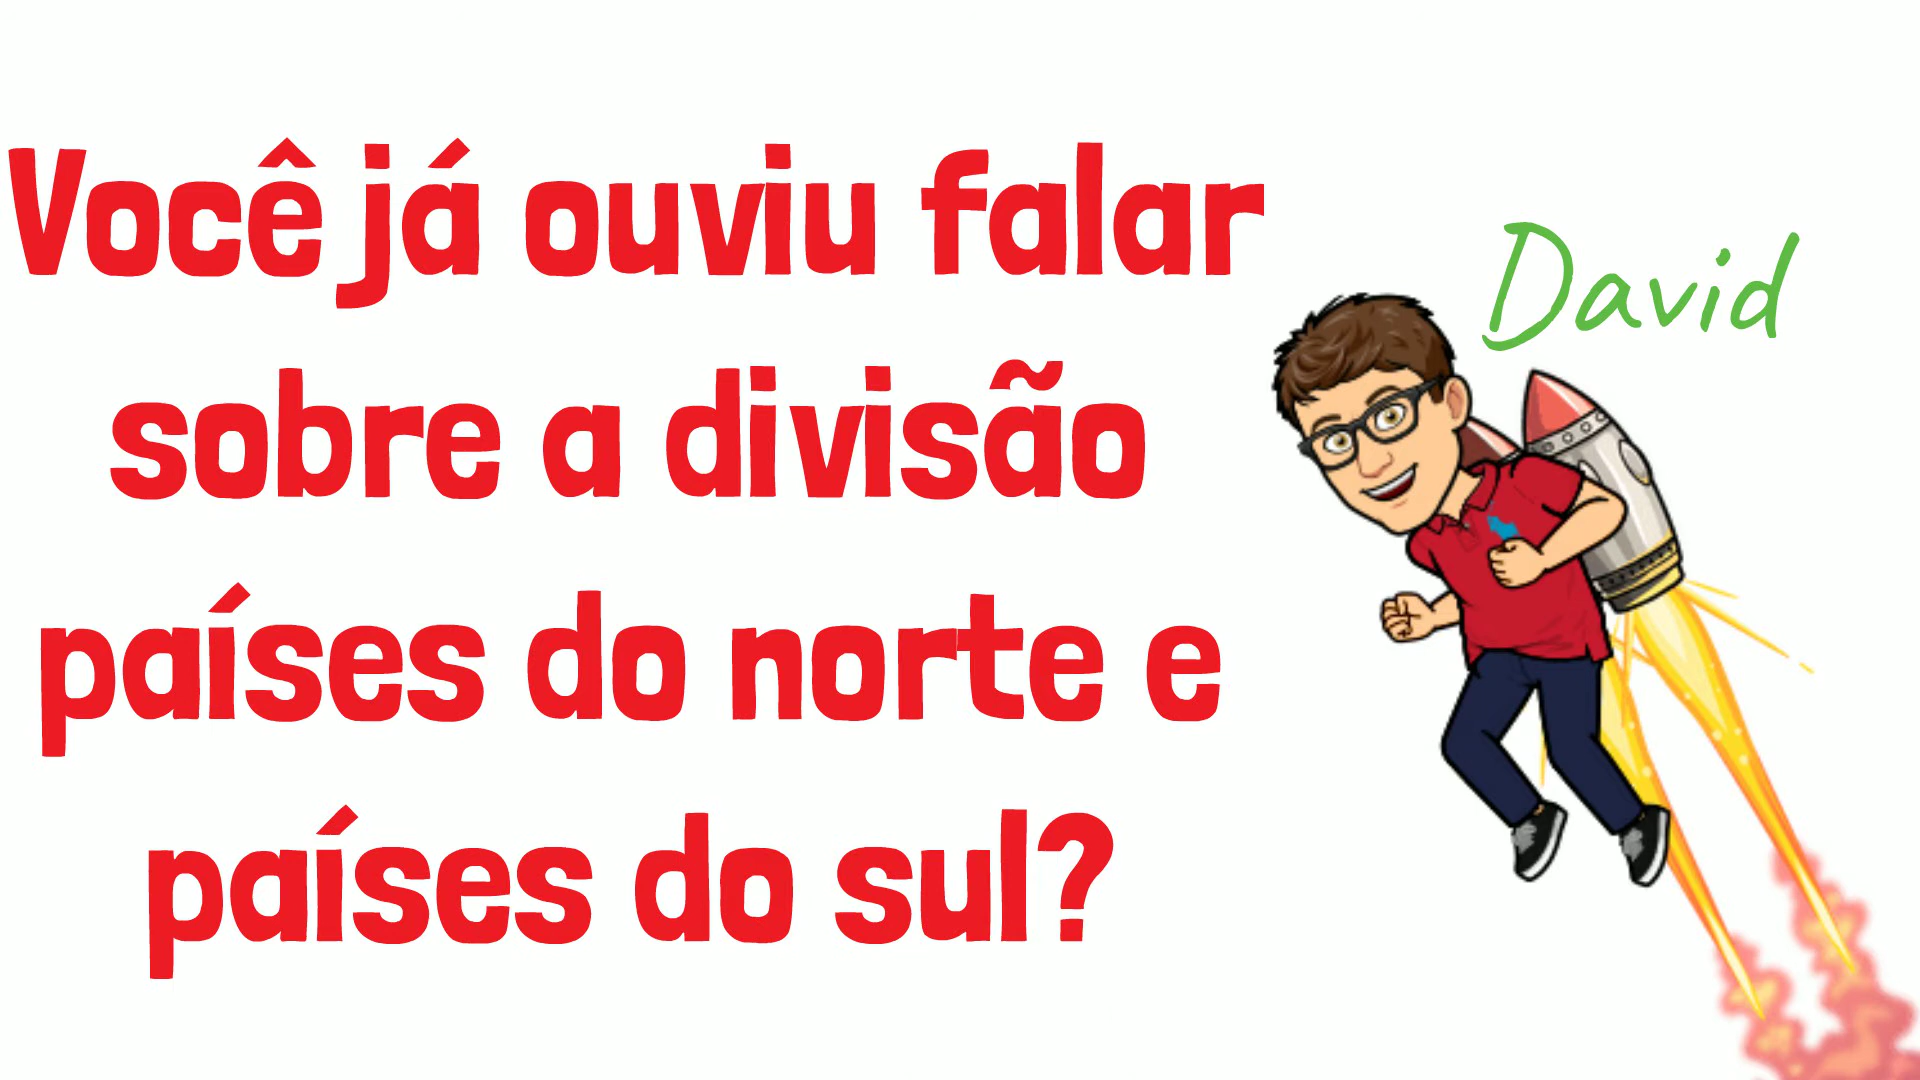 Você já ouviu falar
sobre a divisão
países do norte e
países do sul?
David